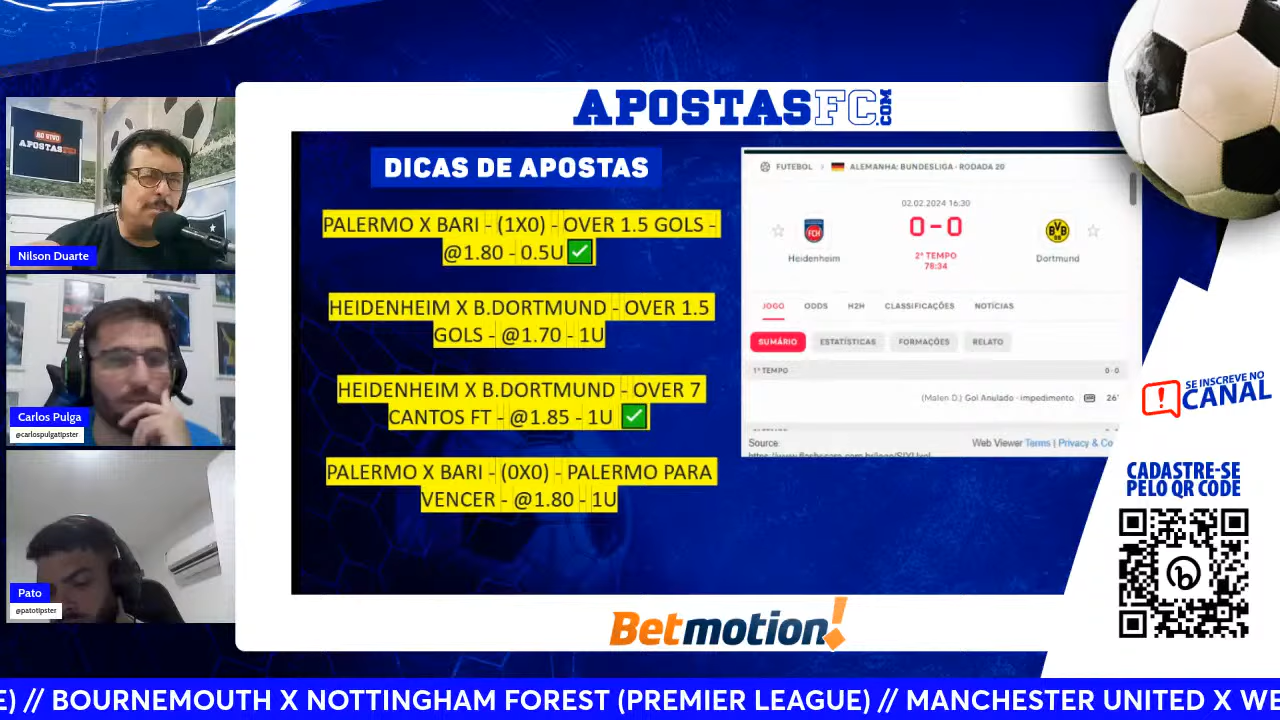 APOSTASFC.COM
AO VIVO
APOSTASFC
Nilson Duarte
Carlos Pulga
@carlospulgatipster
Pato
@patotipster
DICAS DE APOSTAS
PALERMO X BARI - (1X0) - OVER 1.5 GOLS -
@1.80 - 0.5U ✅
HEIDENHEIM X B.DORTMUND - OVER 1.5
GOLS - @1.70 - 1U
HEIDENHEIM X B.DORTMUND - OVER 7
CANTOS FT - @1.85 - 1U ✅
PALERMO X BARI - (0X0) - PALERMO PARA
VENCER - @1.80 - 1U
FUTEBOL > ALEMANHA: BUNDESLIGA - RODADA 20
02.02.2024 16:30
0 - 0
Heidenheim
Dortmund
2º TEMPO
78:34
JOGO ODDS H2H CLASSIFICAÇÕES NOTÍCIAS
SUMÁRIO ESTATÍSTICAS FORMAÇÕES RELATO
1º TEMPO 0 - 0
(Malen D.) Gol Anulado - impedimento 26'
Source:
Web Viewer Terms | Privacy & Co
SE INSCREVE NO
CANAL
CADASTRE-SE
PELO QR CODE
Betmotion!
E) // BOURNEMOUTH X NOTTINGHAM FOREST (PREMIER LEAGUE) // MANCHESTER UNITED X WE